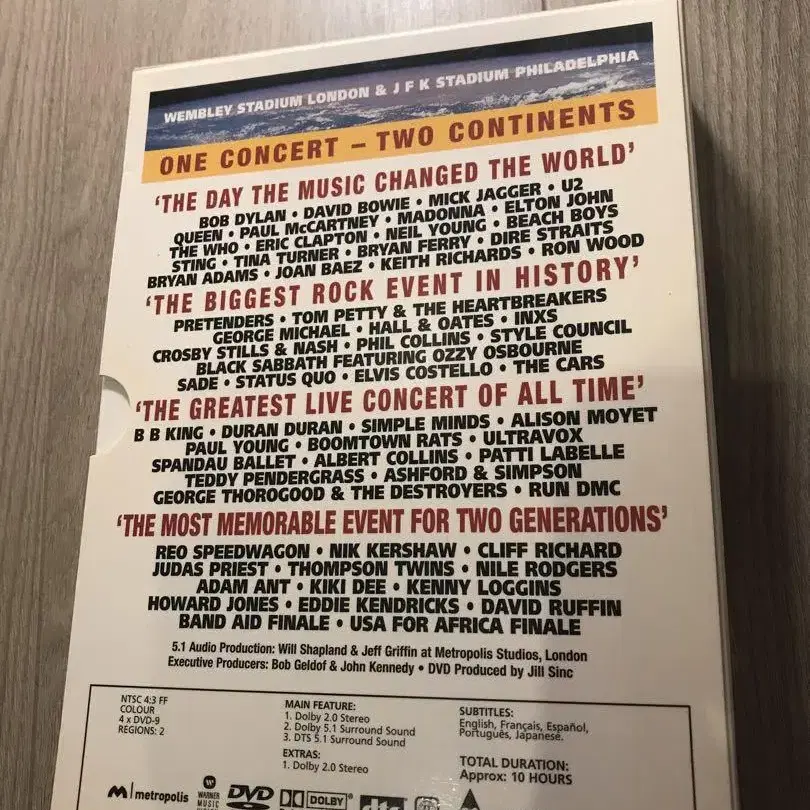 WEMBLEY STADIUM LONDON & J F K STADIUM PHILADELPHIA
ONE CONCERT – TWO CONTINENTS
‘THE DAY THE MUSIC CHANGED THE WORLD’
BOB DYLAN • DAVID BOWIE • MICK JAGGER • U2
QUEEN • PAUL McCARTNEY • MADONNA • ELTON JOHN
THE WHO • ERIC CLAPTON • NEIL YOUNG • BEACH BOYS
STING • TINA TURNER • BRYAN FERRY • DIRE STRAITS
BRYAN ADAMS • JOAN BAEZ • KEITH RICHARDS • RON WOOD
‘THE BIGGEST ROCK EVENT IN HISTORY’
PRETENDERS • TOM PETTY & THE HEARTBREAKERS
GEORGE MICHAEL • HALL & OATES • INXS
CROSBY STILLS & NASH • PHIL COLLINS • STYLE COUNCIL
BLACK SABBATH FEATURING OZZY OSBOURNE
SADE • STATUS QUO • ELVIS COSTELLO • THE CARS
‘THE GREATEST LIVE CONCERT OF ALL TIME’
B B KING • DURAN DURAN • SIMPLE MINDS • ALISON MOYET
PAUL YOUNG • BOOMTOWN RATS • ULTRAVOX
SPANDAU BALLET • ALBERT COLLINS • PATTI LABELLE
TEDDY PENDERGRASS • ASHFORD & SIMPSON
GEORGE THOROGOOD & THE DESTROYERS • RUN DMC
‘THE MOST MEMORABLE EVENT FOR TWO GENERATIONS’
REO SPEEDWAGON • NIK KERSHAW • CLIFF RICHARD
JUDAS PRIEST • THOMPSON TWINS • NILE RODGERS
ADAM ANT • KIKI DEE • KENNY LOGGINS
HOWARD JONES • EDDIE KENDRICKS • DAVID RUFFIN
BAND AID FINALE • USA FOR AFRICA FINALE
5.1 Audio Production: Will Shapland & Jeff Griffin at Metropolis Studios, London
Executive Producers: Bob Geldof & John Kennedy • DVD Produced by Jill Sinc
NTSC 4:3 FF
COLOUR
4 x DVD-9
REGIONS: 2
MAIN FEATURE:
1. Dolby 2.0 Stereo
2. Dolby 5.1 Surround Sound
3. DTS 5.1 Surround Sound
EXTRAS:
1. Dolby 2.0 Stereo
SUBTITLES:
English, Français, Español,
Português, Japanese.
TOTAL DURATION:
Approx: 10 HOURS
metropolis
WARNER
MUSIC
DVD
DOLBY
dts